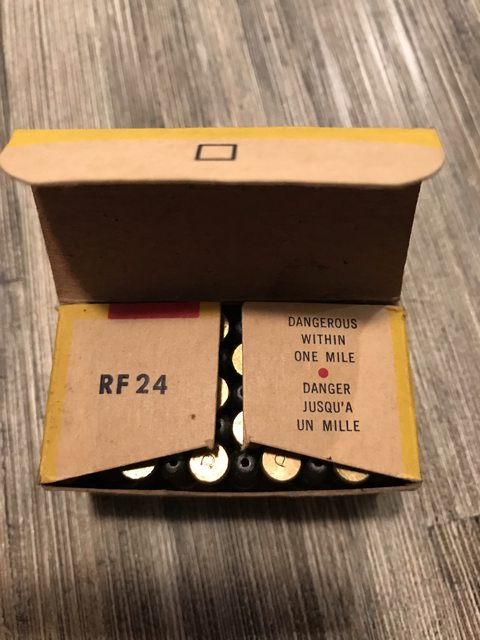 RF 24
DANGEROUS
WITHIN
ONE MILE
DANGER
JUSQU'A
UN MILLE